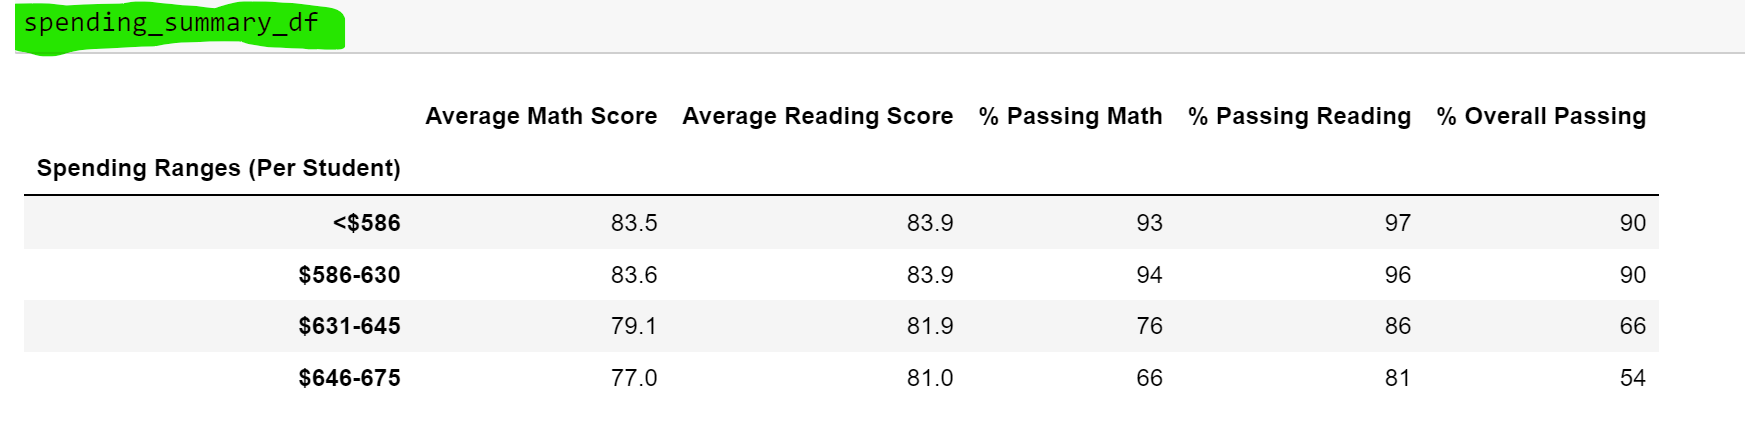 spending_summary_df
Average Math Score Average Reading Score % Passing Math % Passing Reading % Overall Passing
Spending Ranges (Per Student)
<$586 83.5 83.9 93 97 90
$586-630 83.6 83.9 94 96 90
$631-645 79.1 81.9 76 86 66
$646-675 77.0 81.0 66 81 54